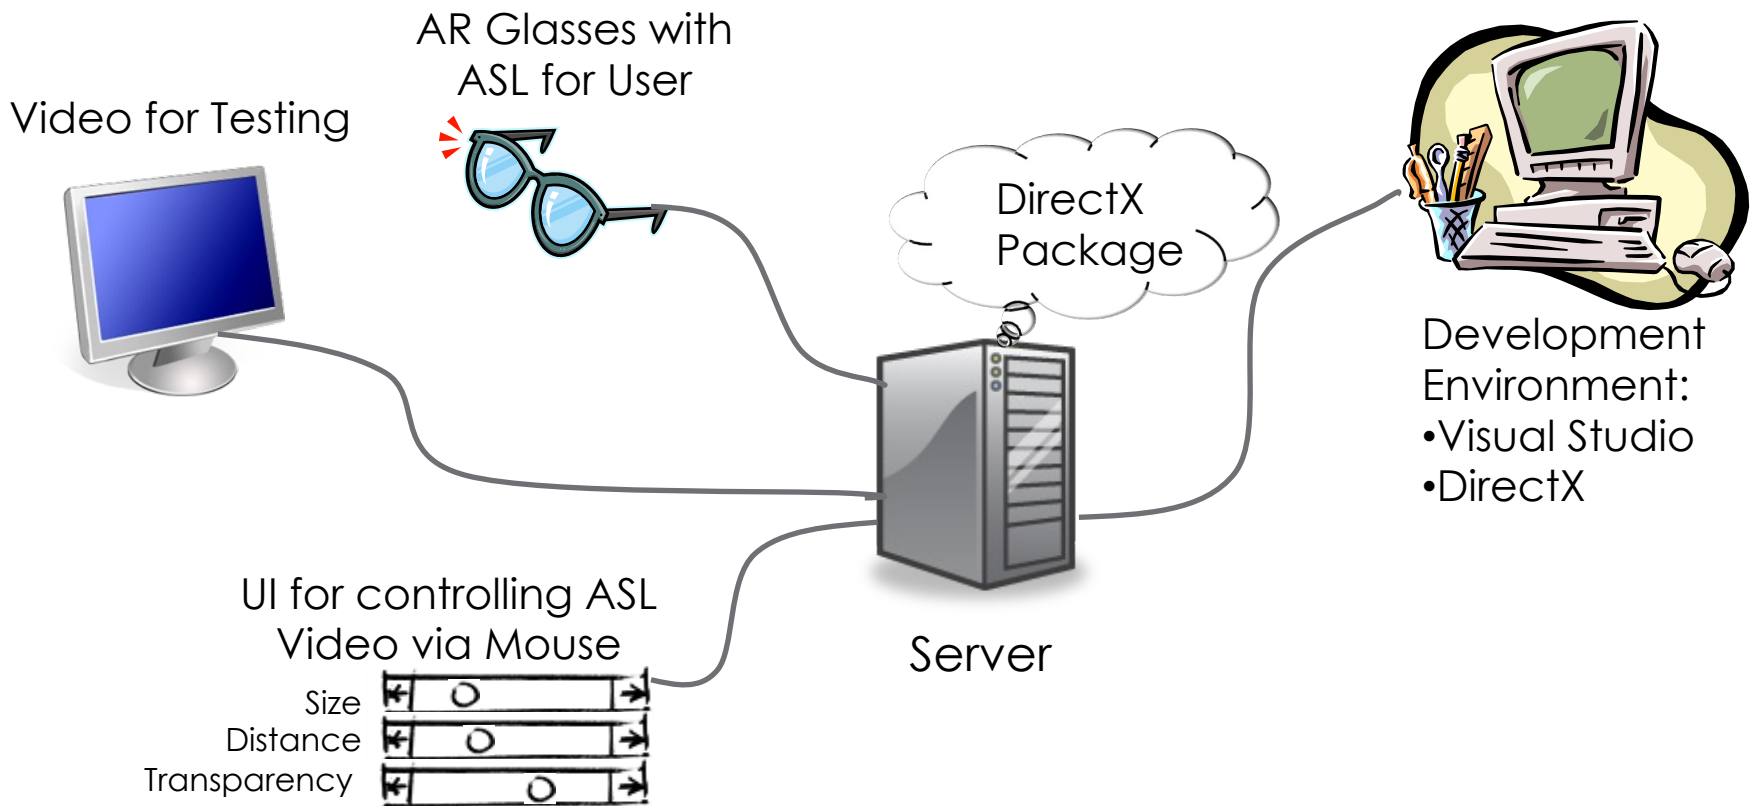 AR Glasses with
ASL for User
Video for Testing
DirectX
Package
Development
Environment:
•Visual Studio
•DirectX
UI for controlling ASL
Video via Mouse
Size
Distance
Transparency
Server